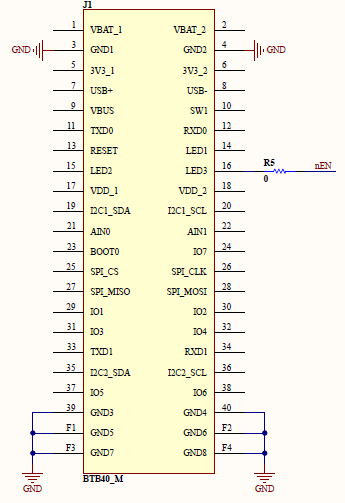 J1
1 VBAT_1 VBAT_2 2
GND 3 GND1 GND2 4 GND
5 3V3_1 3V3_2 6
7 USB+ USB- 8
9 VBUS SW1 10
11 TXD0 RXD0 12
13 RESET LED1 14
15 LED2 LED3 16 R5 nEN
0
17 VDD_1 VDD_2 18
19 I2C1_SDA I2C1_SCL 20
21 AIN0 AIN1 22
23 BOOT0 IO7 24
25 SPI_CS SPI_CLK 26
27 SPI_MISO SPI_MOSI 28
29 IO1 IO2 30
31 IO3 IO4 32
33 TXD1 RXD1 34
35 I2C2_SDA I2C2_SCL 36
37 IO5 IO6 38
39 GND3 GND4 40
F1 GND5 GND6 F2
F3 GND7 GND8 F4
BTB40_M
GND GND